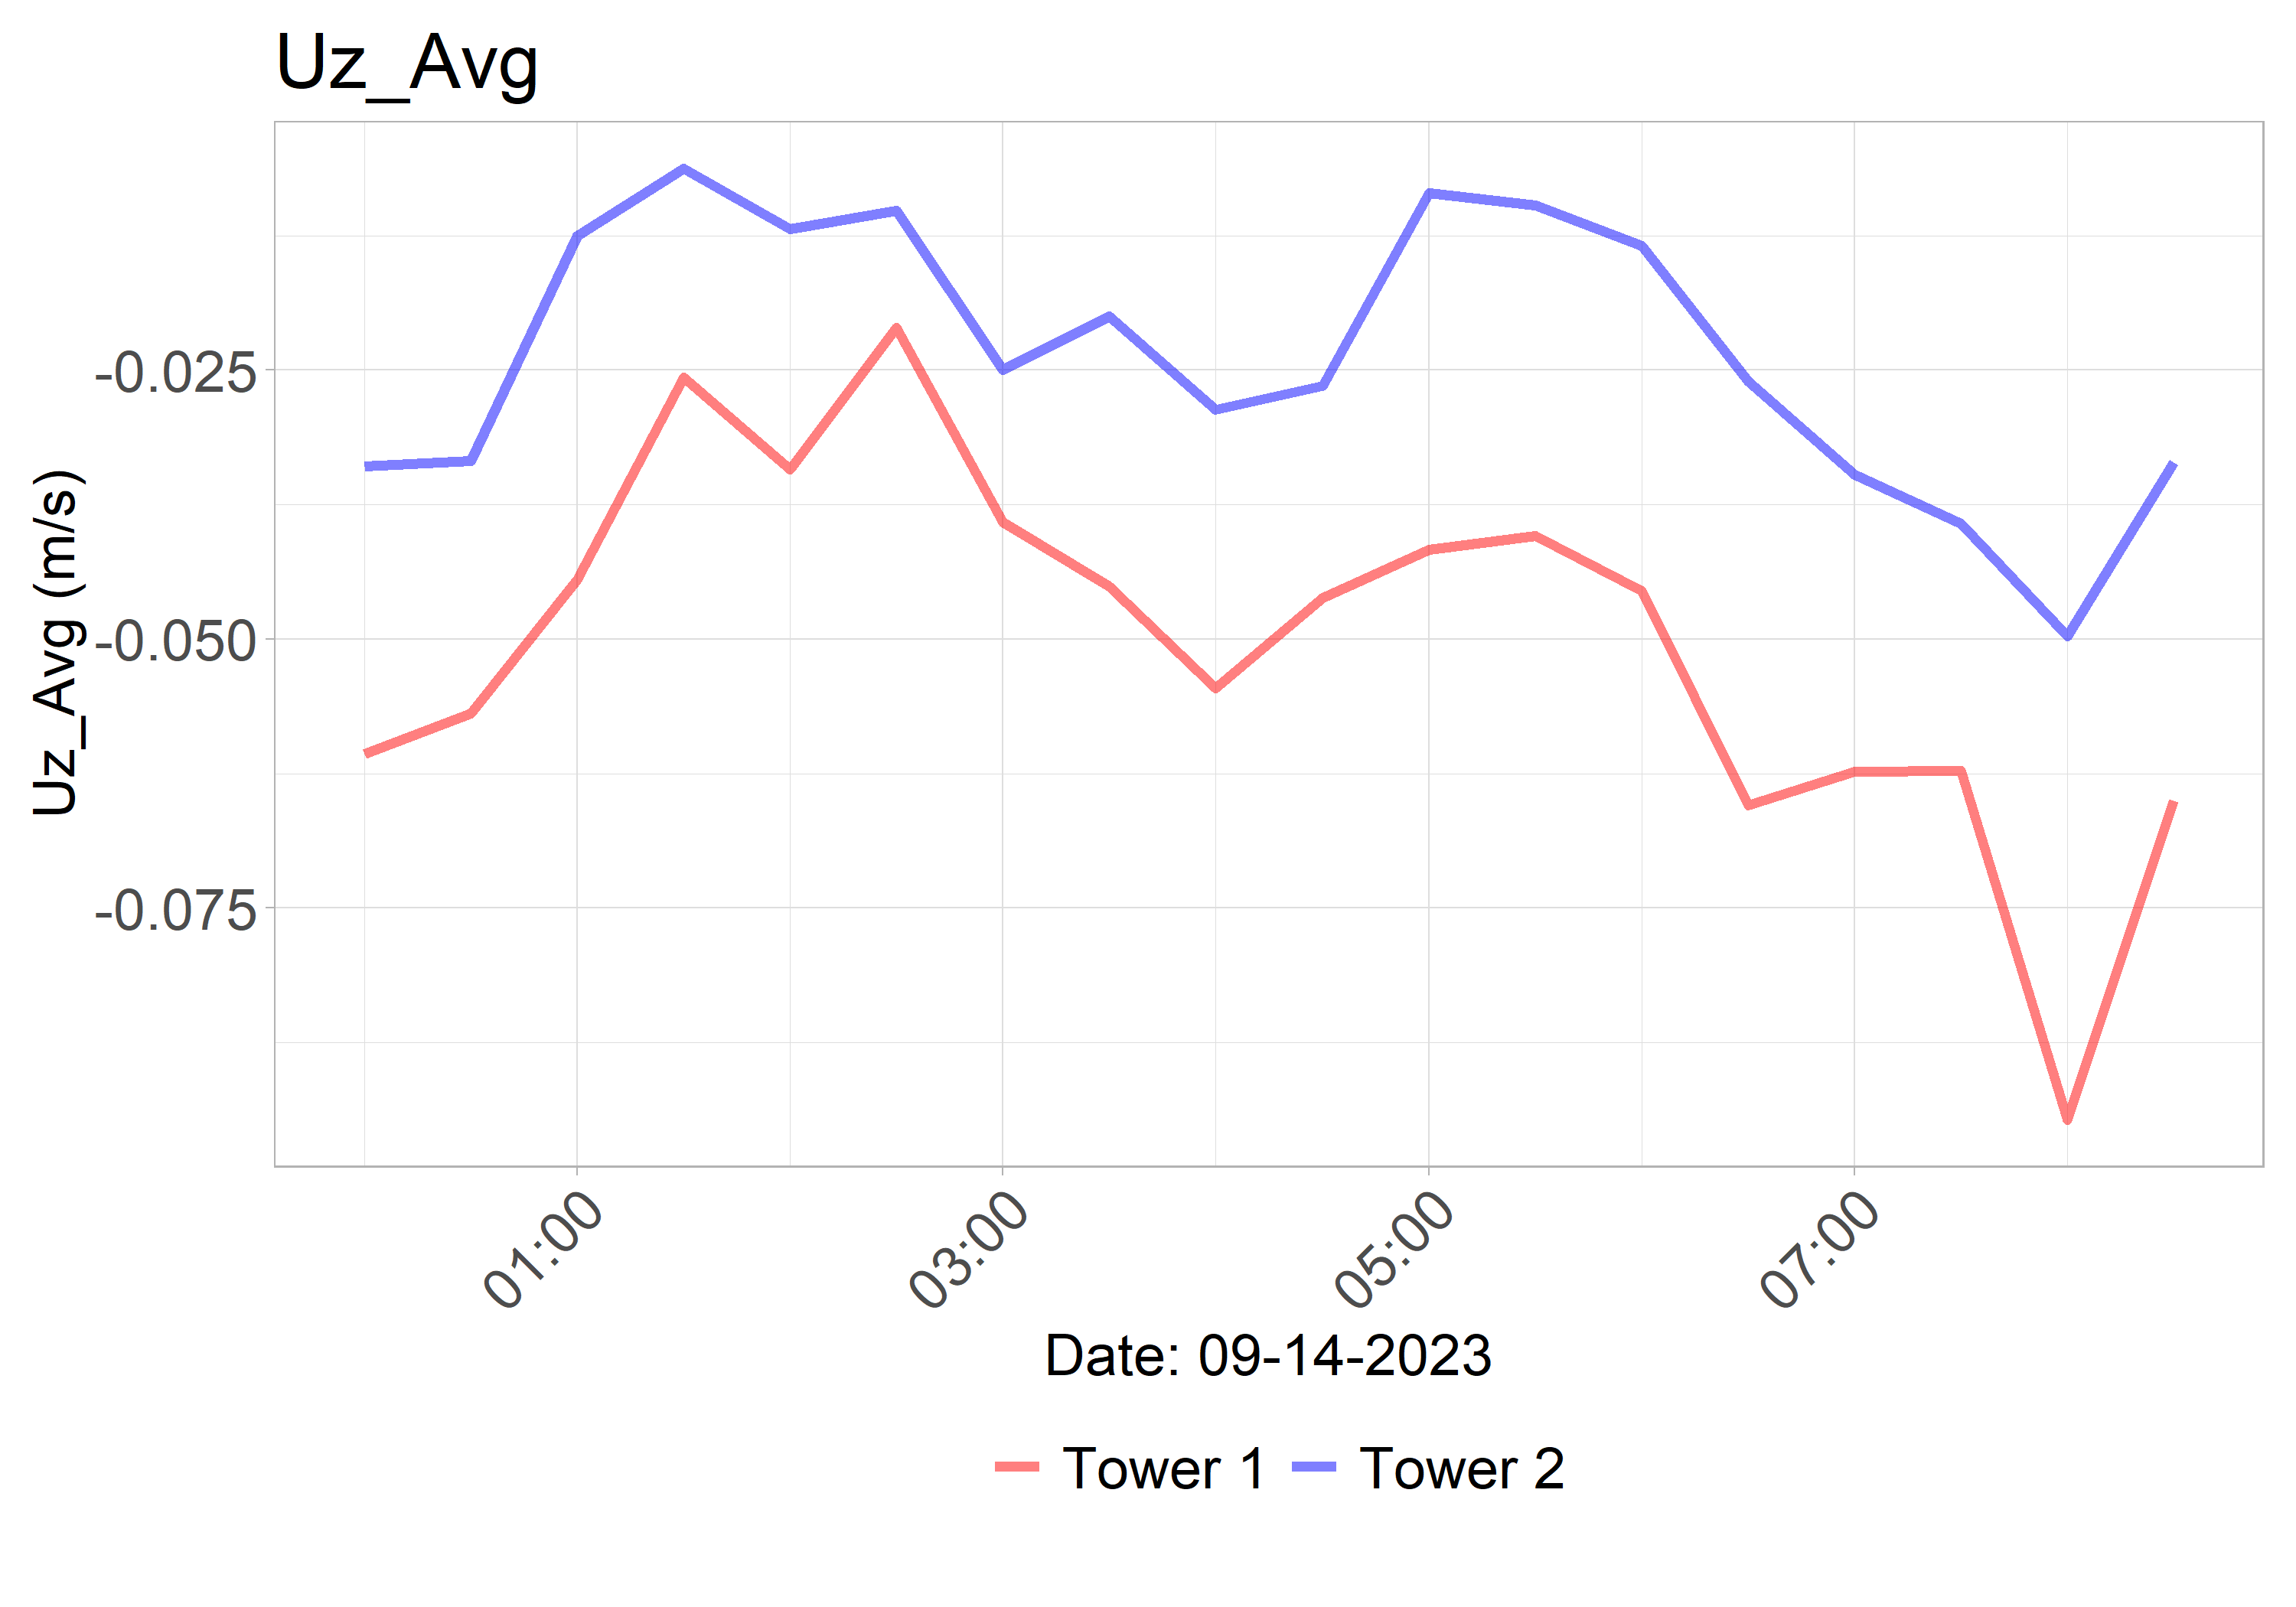 Uz_Avg
Uz_Avg (m/s)
-0.025
-0.050
-0.075
01:00
03:00
05:00
07:00
Date: 09-14-2023
Tower 1
Tower 2